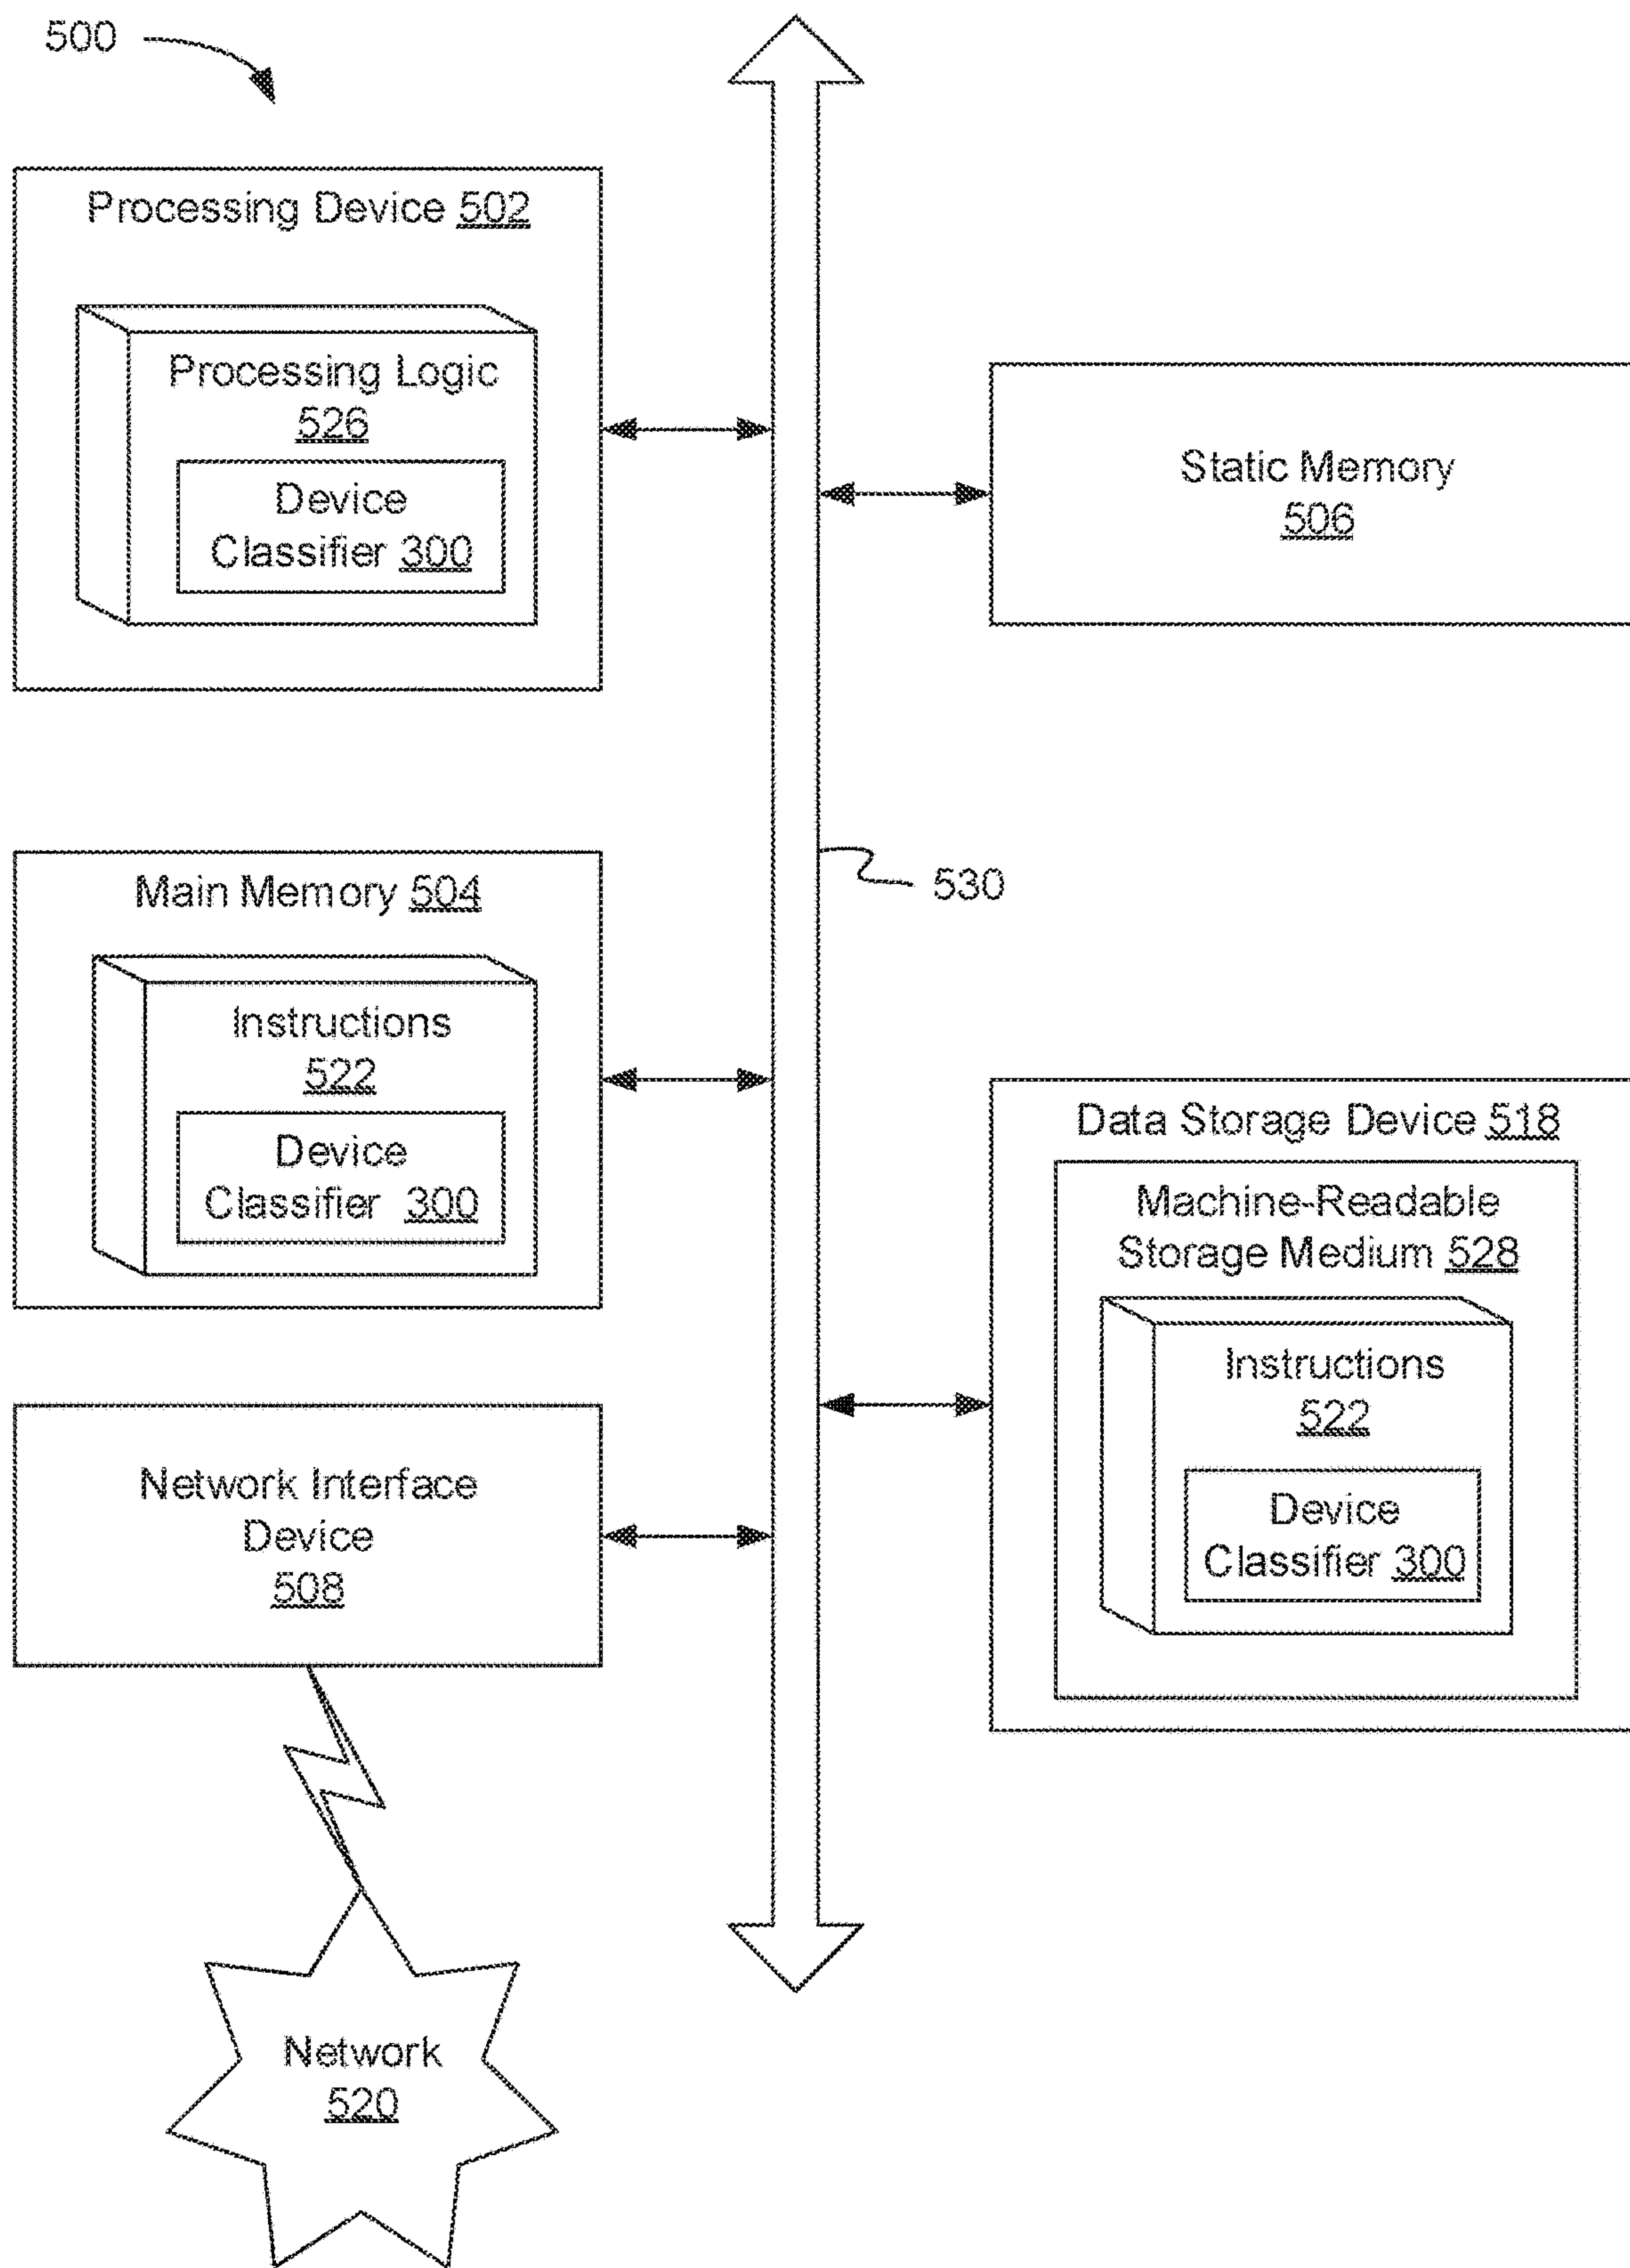 500
Processing Device 502
Processing Logic
526
Device
Classifier 300
Static Memory
506
530
Main Memory 504
Instructions
522
Device
Classifier 300
Data Storage Device 518
Machine-Readable
Storage Medium 528
Instructions
522
Device
Classifier 300
Network Interface
Device
508
Network
520